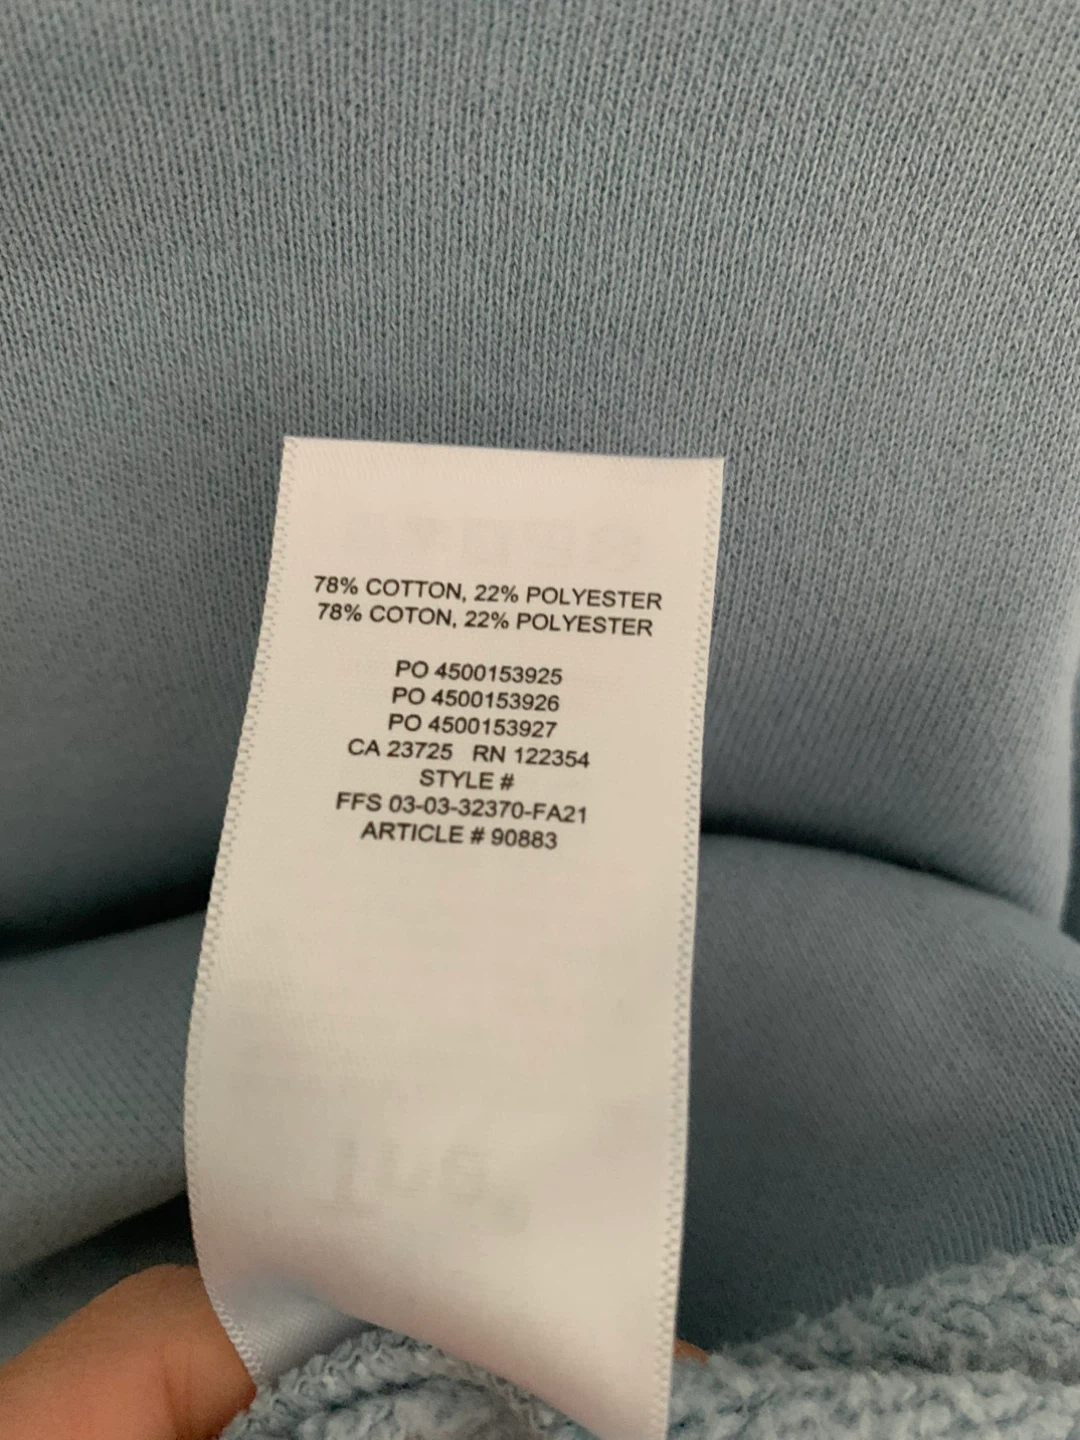 78% COTTON, 22% POLYESTER
78% COTON, 22% POLYESTER
PO 4500153925
PO 4500153926
PO 4500153927
CA 23725 RN 122354
STYLE #
FFS 03-03-32370-FA21
ARTICLE # 90883